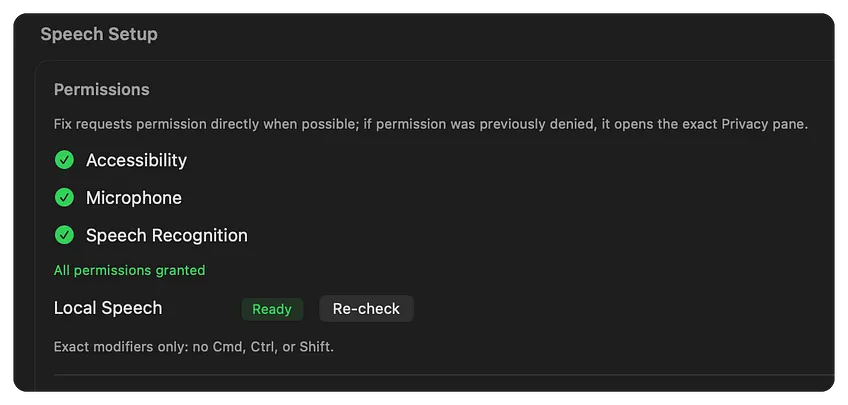 Speech Setup
Permissions
Fix requests permission directly when possible; if permission was previously denied, it opens the exact Privacy pane.
Accessibility
Microphone
Speech Recognition
All permissions granted
Local Speech Ready Re-check
Exact modifiers only: no Cmd, Ctrl, or Shift.